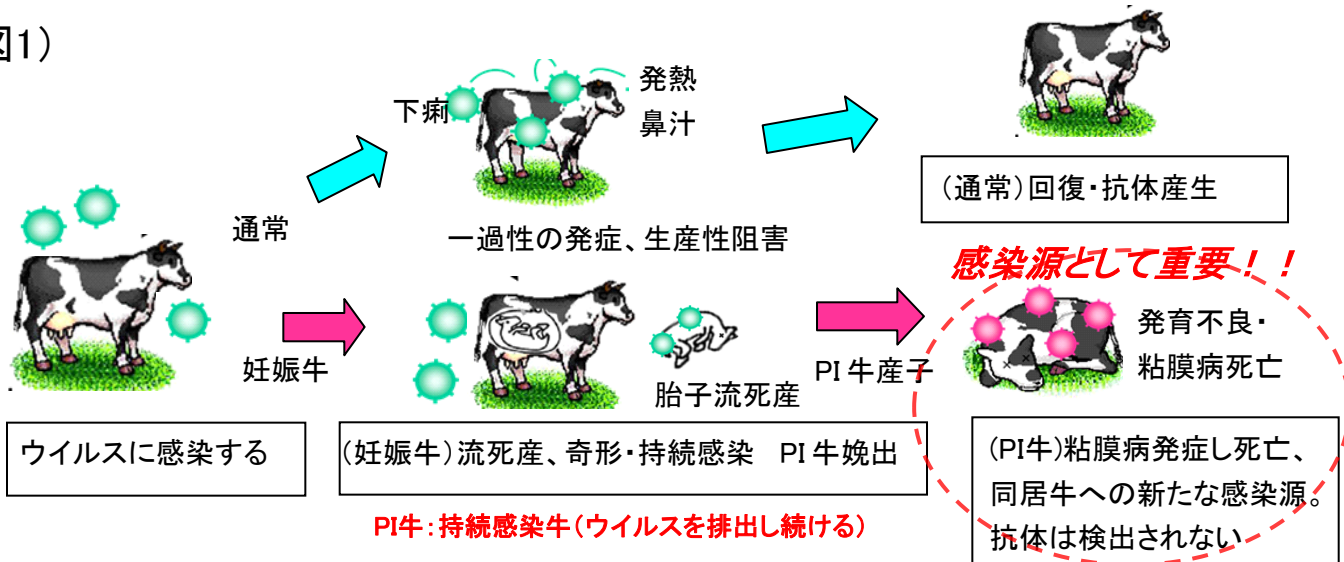 図1)
下痢
発熱
鼻汁
通常
一過性の発症、生産性阻害
(通常)回復・抗体産生
感染源として重要!!
妊娠牛
胎子流死産
PI牛産子
発育不良・
粘膜病死亡
ウイルスに感染する
(妊娠牛)流死産、奇形・持続感染 PI牛娩出
(PI牛)粘膜病発症し死亡、
同居牛への新たな感染源。
抗体は検出されない
PI牛:持続感染牛(ウイルスを排出し続ける)